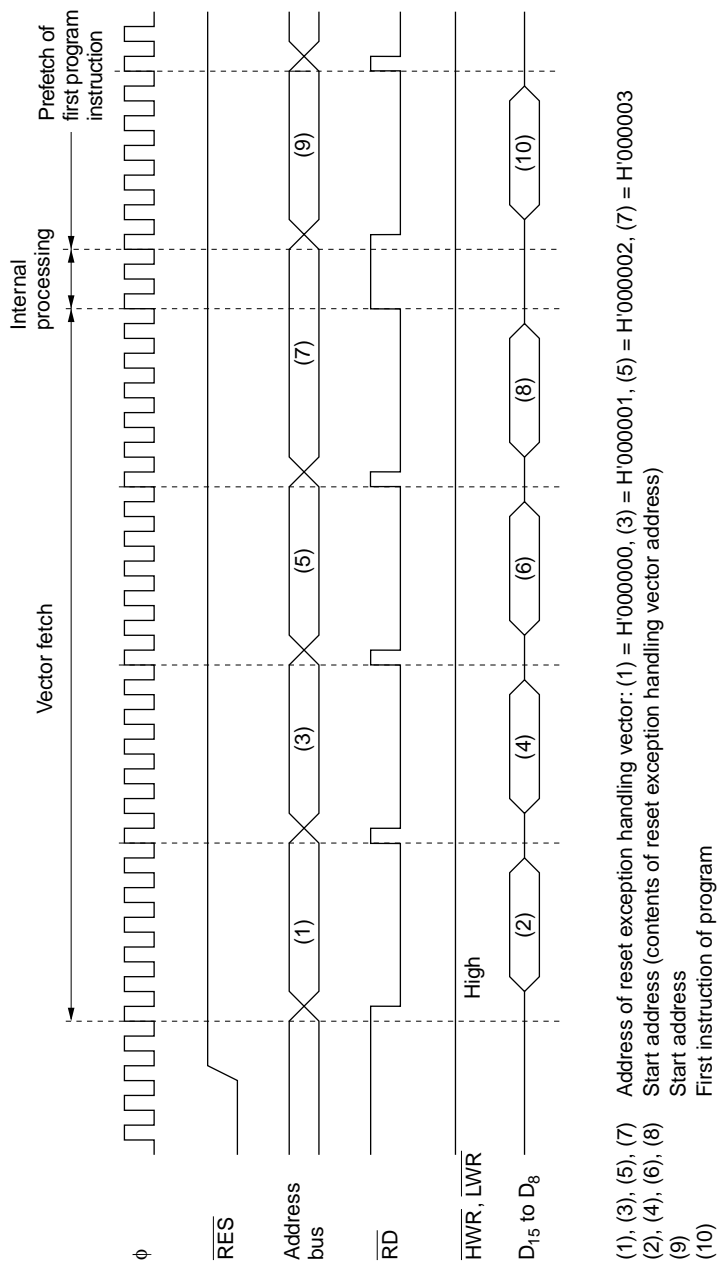 Vector fetch
Internal
processing
Prefetch of
first program
instruction
φ
RES
Address
bus
(1)
(3)
(5)
(7)
(9)
RD
HWR, LWR
High
D15 to D8
(2)
(4)
(6)
(8)
(10)
(1), (3), (5), (7) Address of reset exception handling vector: (1) = H'000000, (3) = H'000001, (5) = H'000002, (7) = H'000003
(2), (4), (6), (8) Start address (contents of reset exception handling vector address)
(9) Start address
(10) First instruction of program